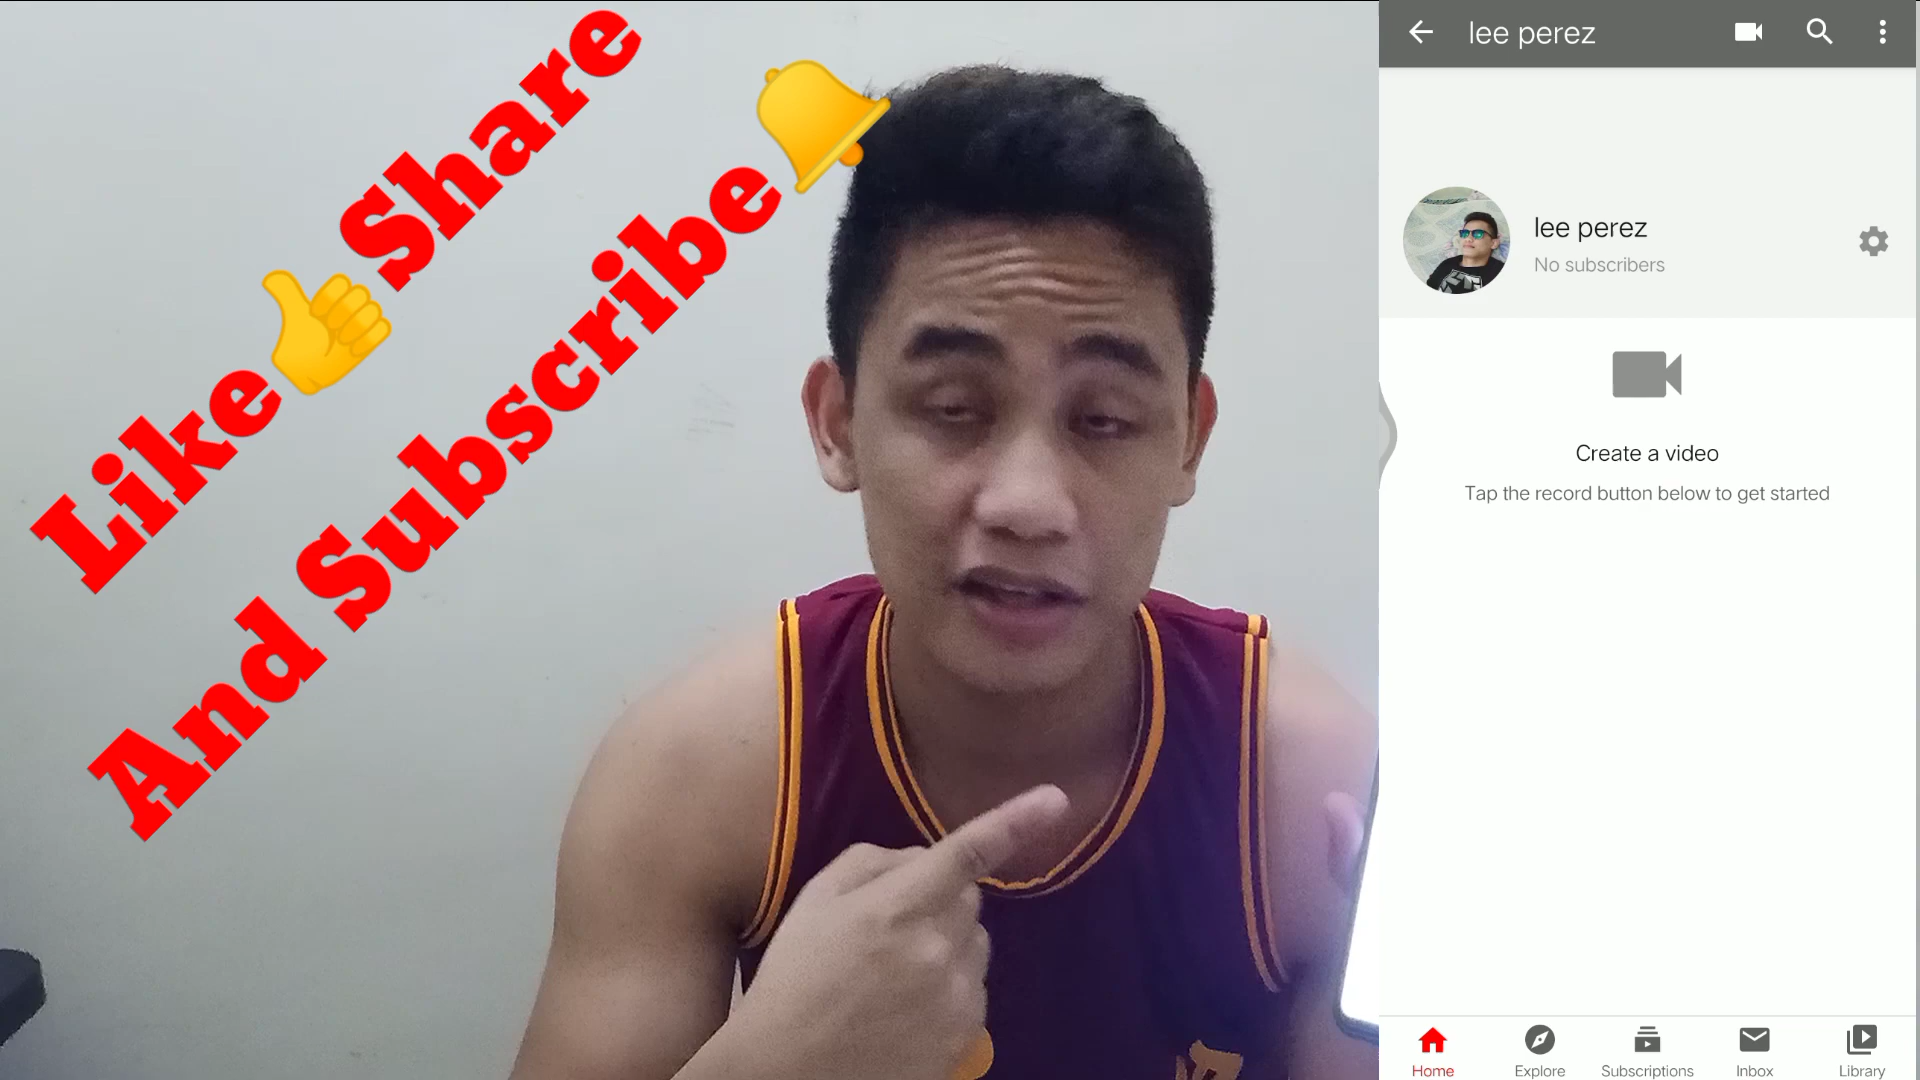 Like👍Share
And Subscribe🔔
lee perez
lee perez
No subscribers
Create a video
Tap the record button below to get started
Home
Explore
Subscriptions
Inbox
Library